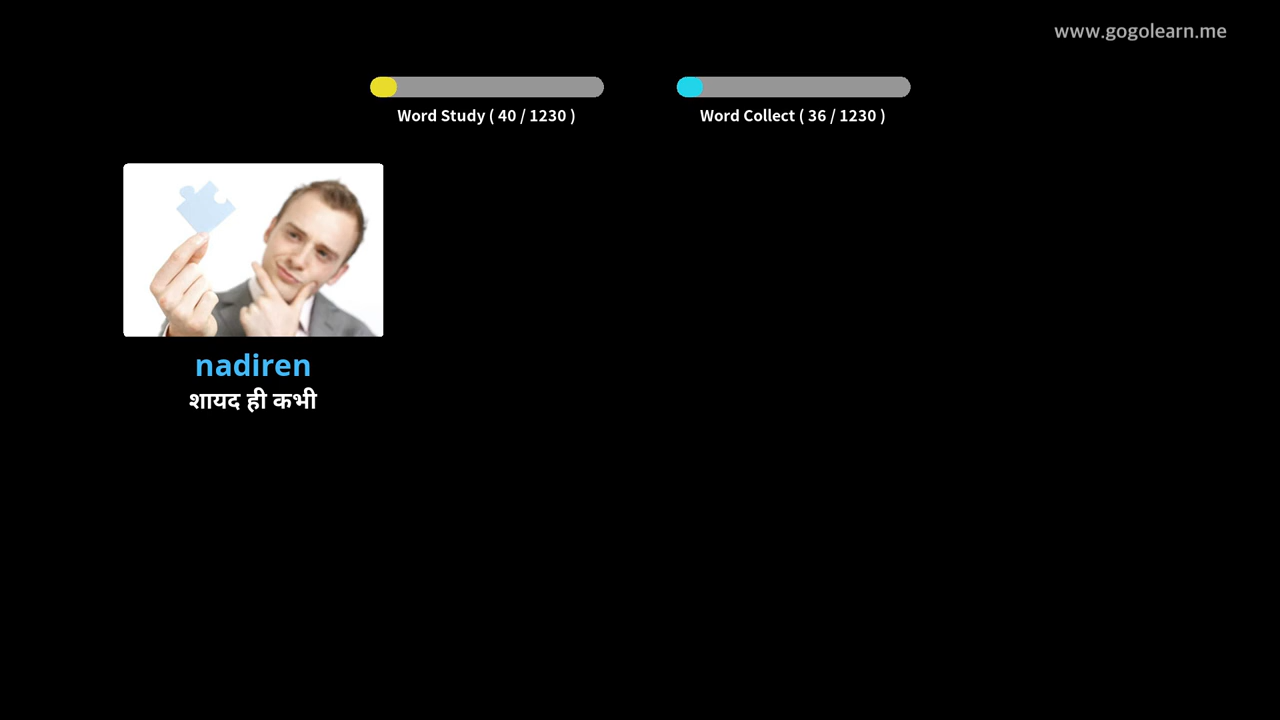 www.gogolearn.me
Word Study ( 40 / 1230 )
Word Collect ( 36 / 1230 )
nadiren
शायद ही कभी